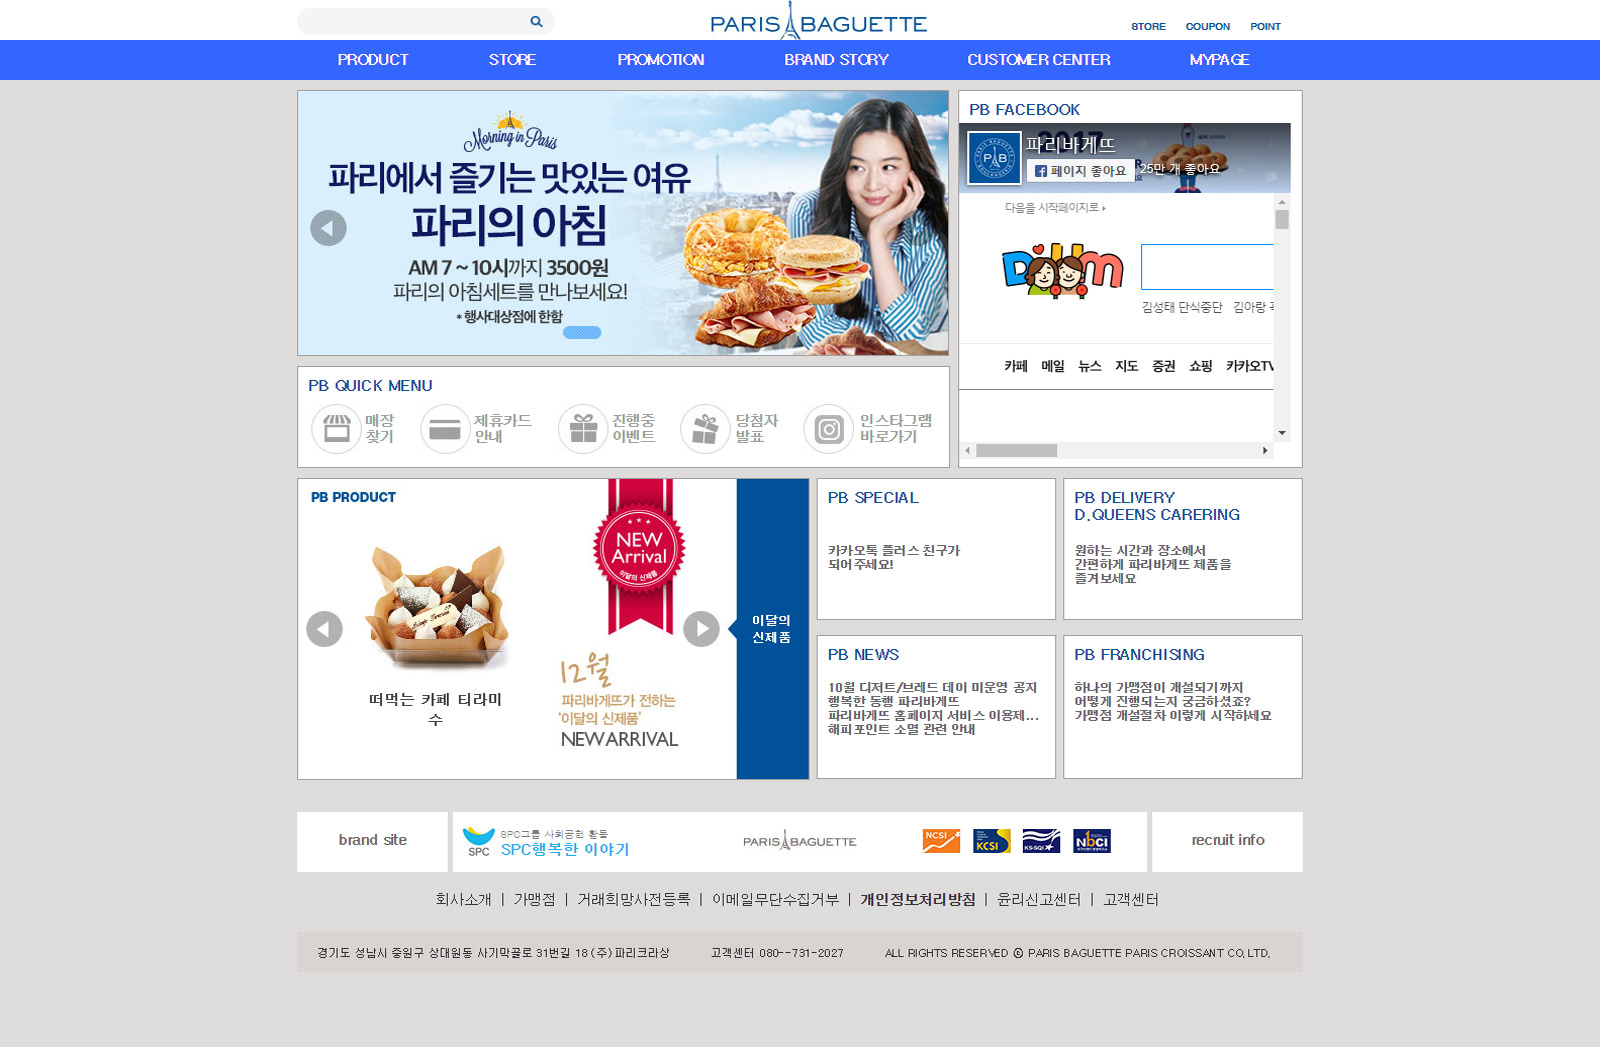 PARIS BAGUETTE
STORE COUPON POINT
PRODUCT STORE PROMOTION BRAND STORY CUSTOMER CENTER MYPAGE
Morning in Paris
파리에서 즐기는 맛있는 여유
파리의 아침
AM 7 ~ 10시까지 3500원
파리의 아침세트를 만나보세요!
*행사대상점에 한함
PB FACEBOOK
2017
파리바게뜨
페이지 좋아요
25만 개 좋아요
다음을 시작페이지로
김성태 단식중단 김아랑
카페 메일 뉴스 지도 증권 쇼핑 카카오TV
PB QUICK MENU
매장
찾기
제휴카드
안내
진행중
이벤트
당첨자
발표
인스타그램
바로가기
PB PRODUCT
떠먹는 카페 티라미
수
NEW
Arrival
이달의 신제품
12월
파리바게뜨가 전하는
'이달의 신제품'
NEW ARRIVAL
이달의
신제품
PB SPECIAL
카카오톡 플러스 친구가
되어주세요!
PB DELIVERY
D.QUEENS CARERING
원하는 시간과 장소에서
간편하게 파리바게뜨 제품을
즐겨보세요
PB NEWS
10월 디저트/브레드 데이 미운영 공지
행복한 동행 파리바게뜨
파리바게뜨 홈페이지 서비스 이용제...
해피포인트 소멸 관련 안내
PB FRANCHISING
하나의 가맹점이 개설되기까지
어떻게 진행되는지 궁금하셨죠?
가맹점 개설절차 이렇게 시작하세요
brand site
SPC
SPC그룹 사회공헌 활동
SPC행복한 이야기
PARIS BAGUETTE
NCSI
KCSI
KS-SQI
NbCI
recruit info
회사소개 | 가맹점 | 거래희망사전등록 | 이메일무단수집거부 | 개인정보처리방침 | 윤리신고센터 | 고객센터
경기도 성남시 중원구 상대원동 사기막골로 31번길 18 (주)파리크라상 고객센터 080--731-2027 ALL RIGHTS RESERVED ⓒ PARIS BAGUETTE PARIS CROISSANT CO, LTD,